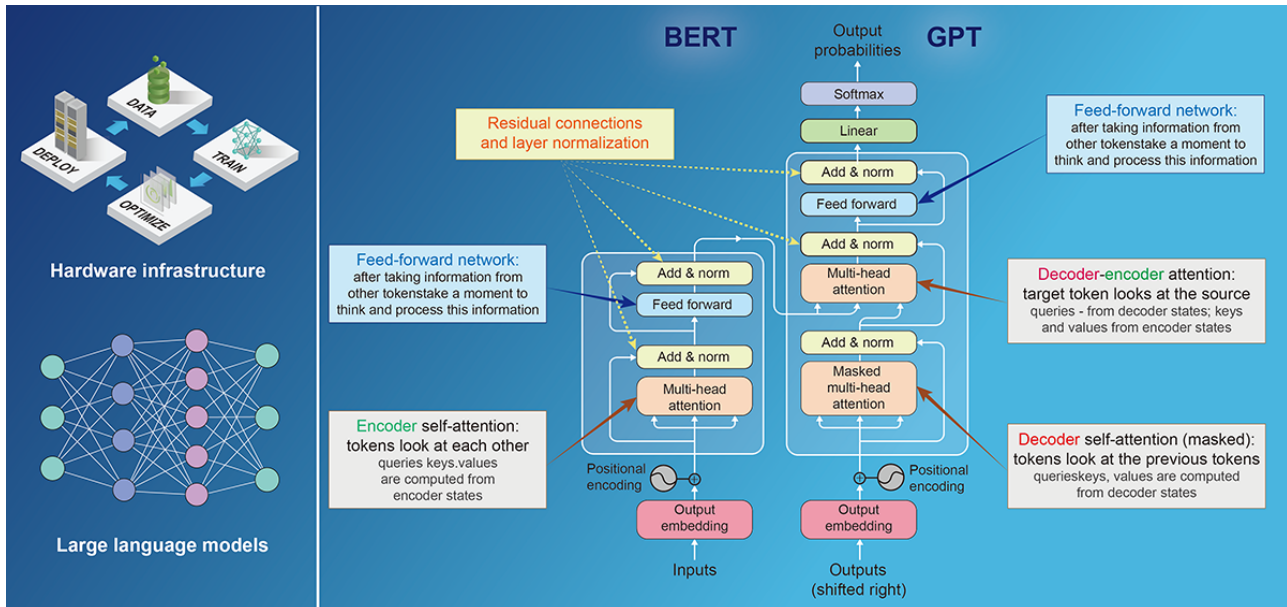 DATA
DEPLOY
TRAIN
OPTIMIZE
Hardware infrastructure
Large language models
BERT
GPT
Output
probabilities
Softmax
Linear
Add & norm
Feed forward
Add & norm
Multi-head
attention
Add & norm
Masked
multi-head
attention
Positional
encoding
Output
embedding
Outputs
(shifted right)
Residual connections
and layer normalization
Feed-forward network:
after taking information from
other tokenstake a moment to
think and process this information
Add & norm
Feed forward
Add & norm
Multi-head
attention
Encoder self-attention:
tokens look at each other
queries keys.values
are computed from
encoder states
Positional
encoding
Output
embedding
Inputs
Feed-forward network:
after taking information from
other tokenstake a moment to
think and process this information
Decoder-encoder attention:
target token looks at the source
queries - from decoder states; keys
and values from encoder states
Decoder self-attention (masked):
tokens look at the previous tokens
querieskeys, values are computed
from decoder states